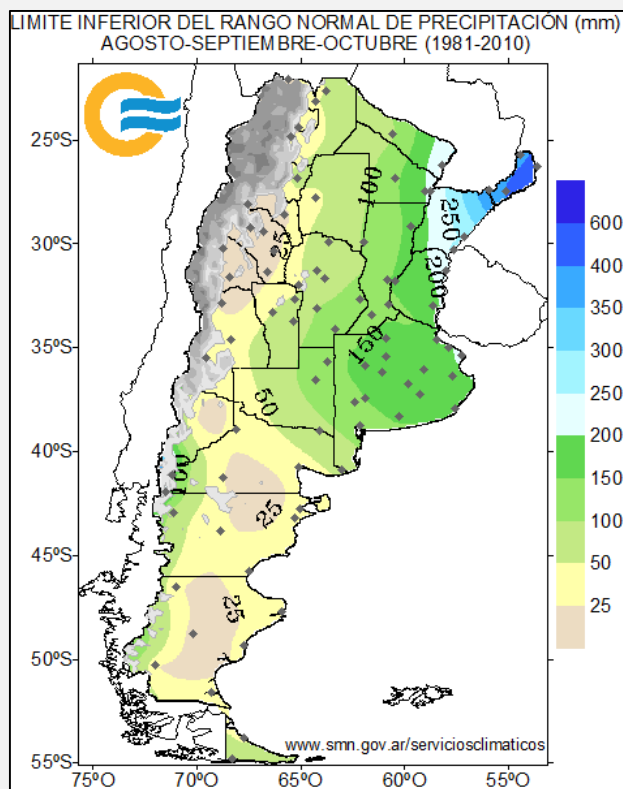 LIMITE INFERIOR DEL RANGO NORMAL DE PRECIPITACIÓN (mm)
AGOSTO-SEPTIEMBRE-OCTUBRE (1981-2010)
25ºS
30ºS
35ºS
40ºS
45ºS
50ºS
55ºS
75ºO
70ºO
65ºO
60ºO
55ºO
100
250
25
200
150
50
100
25
25
600
400
350
300
250
200
150
100
50
25
www.smn.gov.ar/serviciosclimaticos